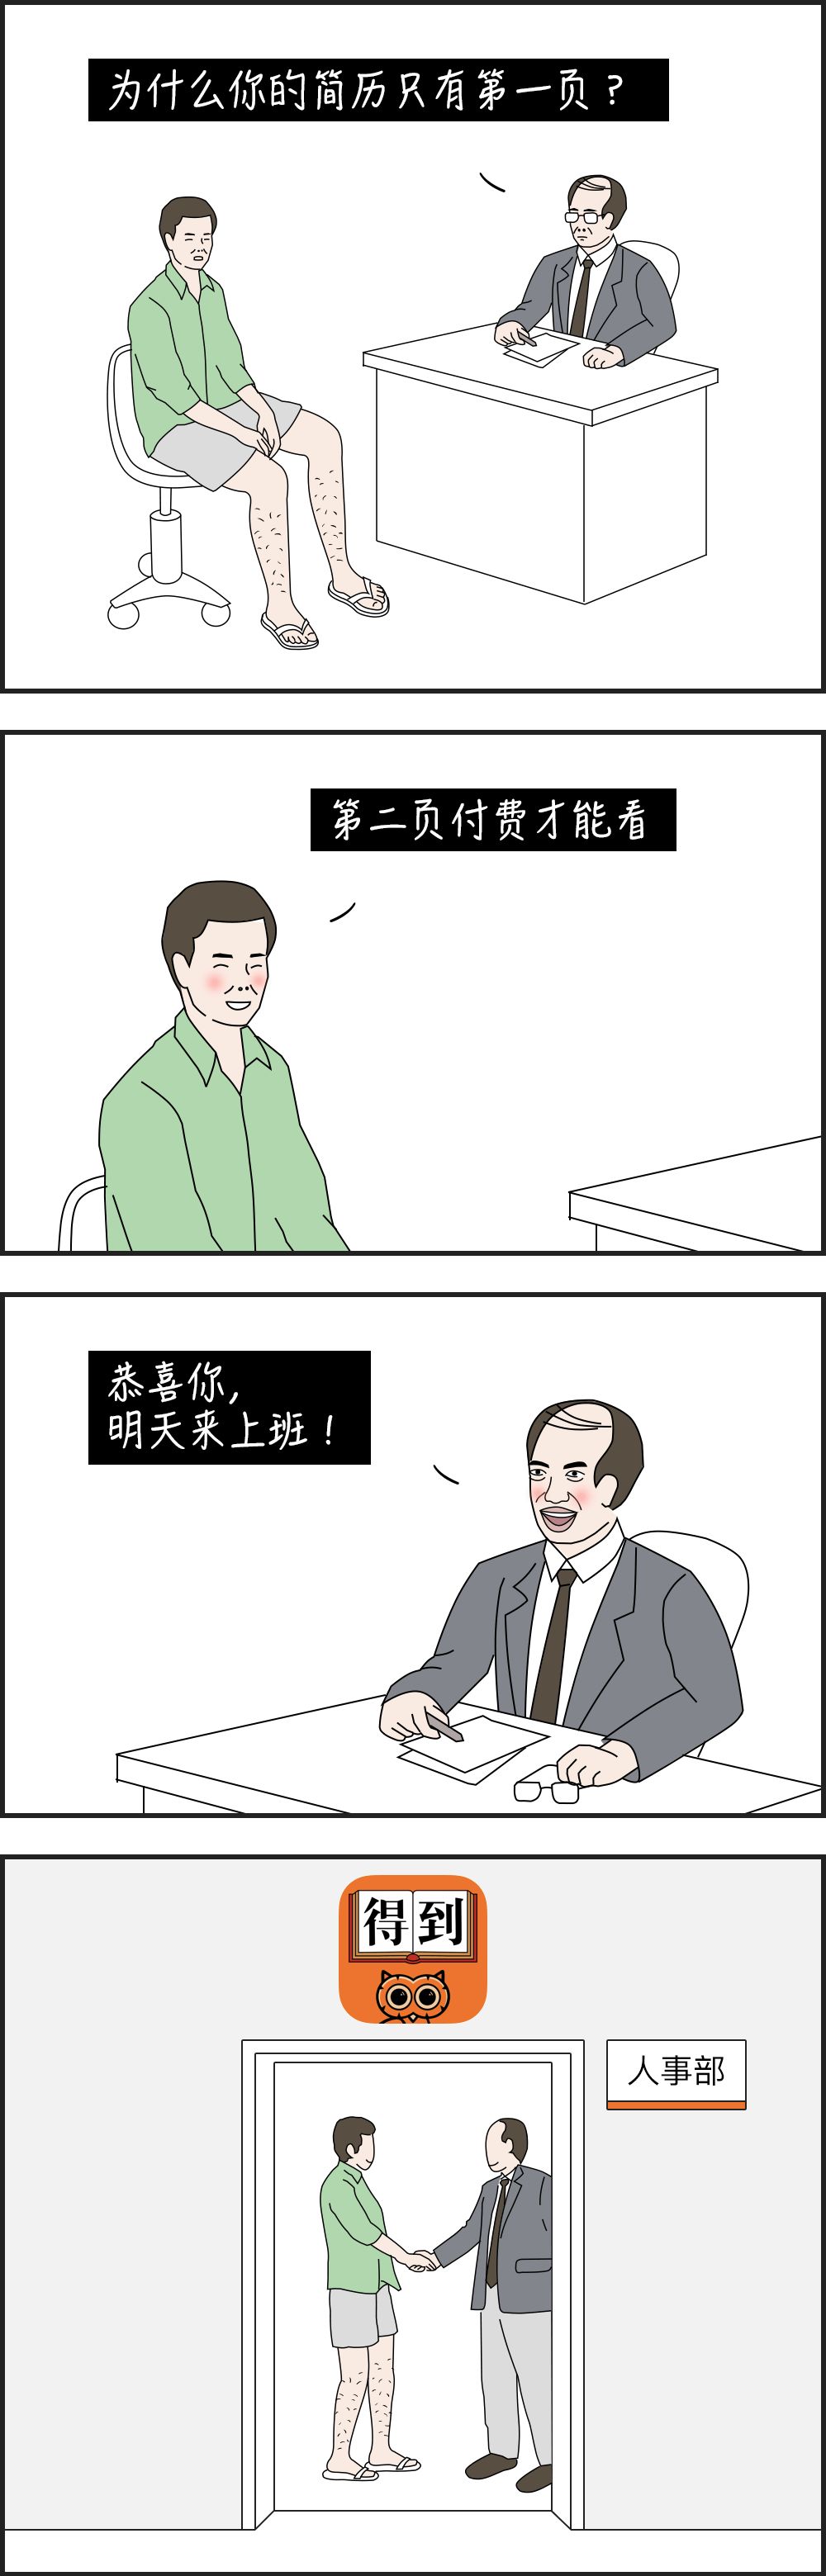 为什么你的简历只有第一页？
第二页付费才能看
恭喜你，
明天来上班！
得到
人事部